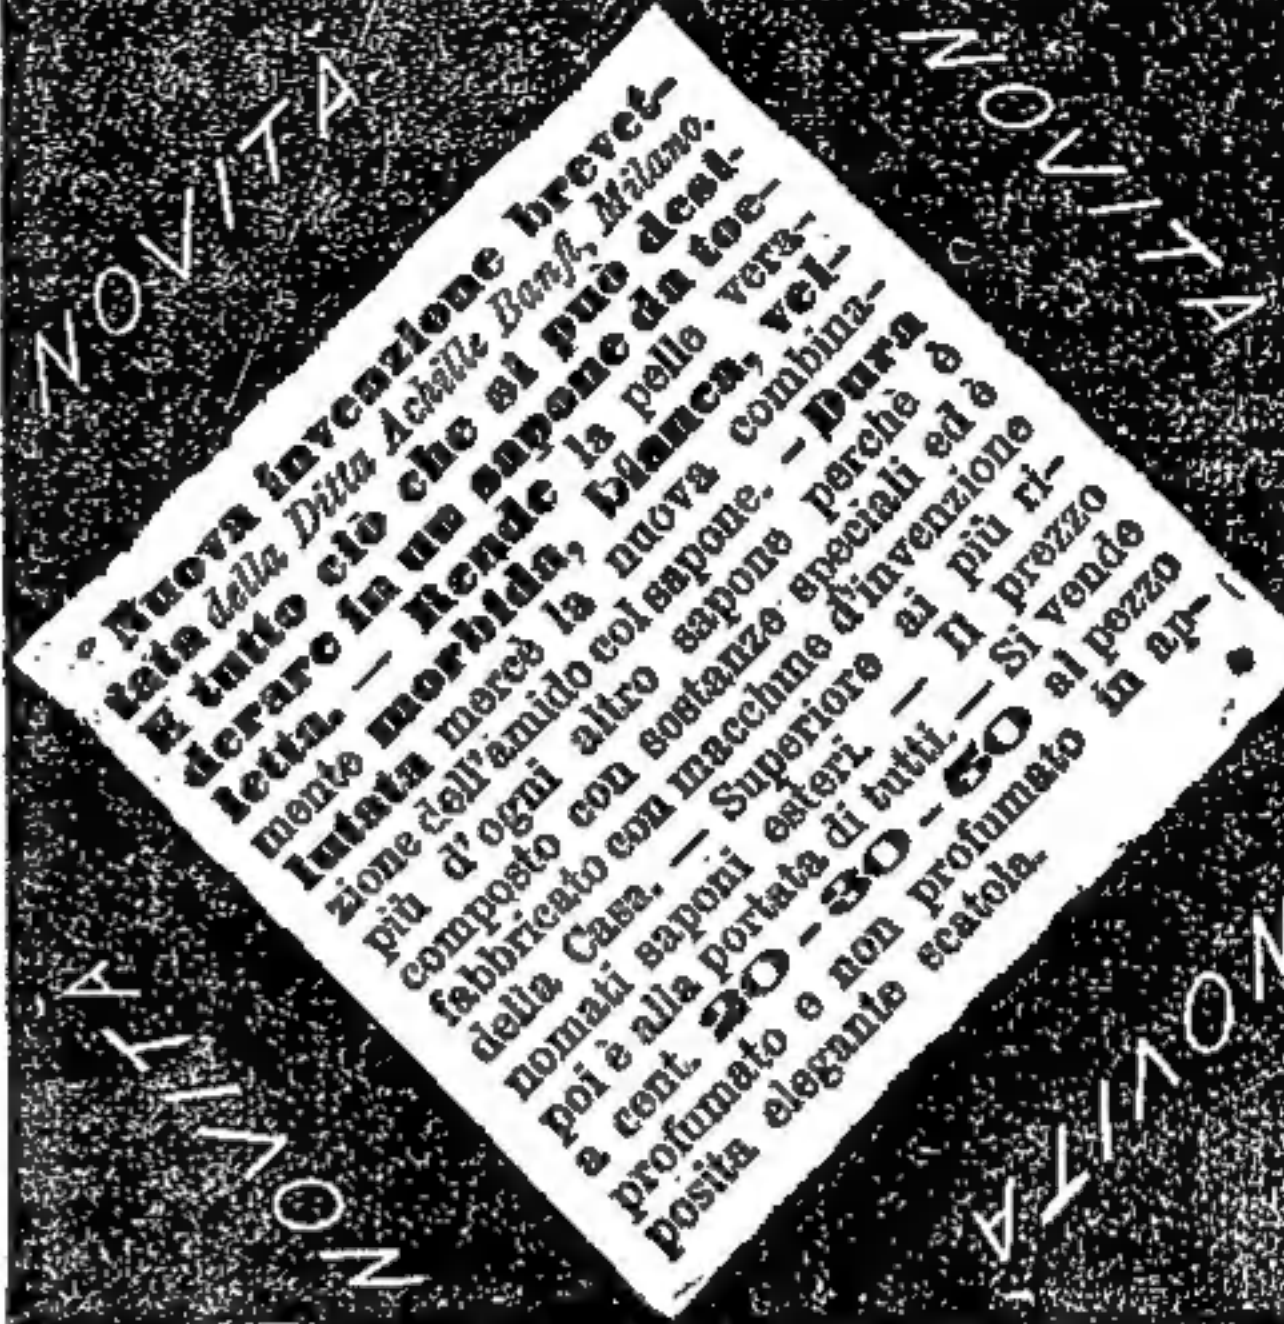 NOVITA
NOVITA
Nuova invenzione brevet-
tata della Ditta Achille Banfi, Milano.
E tutto ciò che si può desi-
derare in un sapone da toe-
letta. — Rende la pelle vera-
mente morbida, bianca, vel-
lutata mercè la nuova combina-
zione dell'amido col sapone. — Dura
più d'ogni altro sapone perchè è
composto con sostanze speciali ed è
fabbricato con macchine d'invenzione
della Casa. — Superiore ai più ri-
nomati saponi esteri. — Il prezzo
poi è alla portata di tutti. — Si vende
a cent. 20-30-50 al pezzo
profumato e non profumato in ap-
posita elegante scatola.
NOVITA
NOVITA